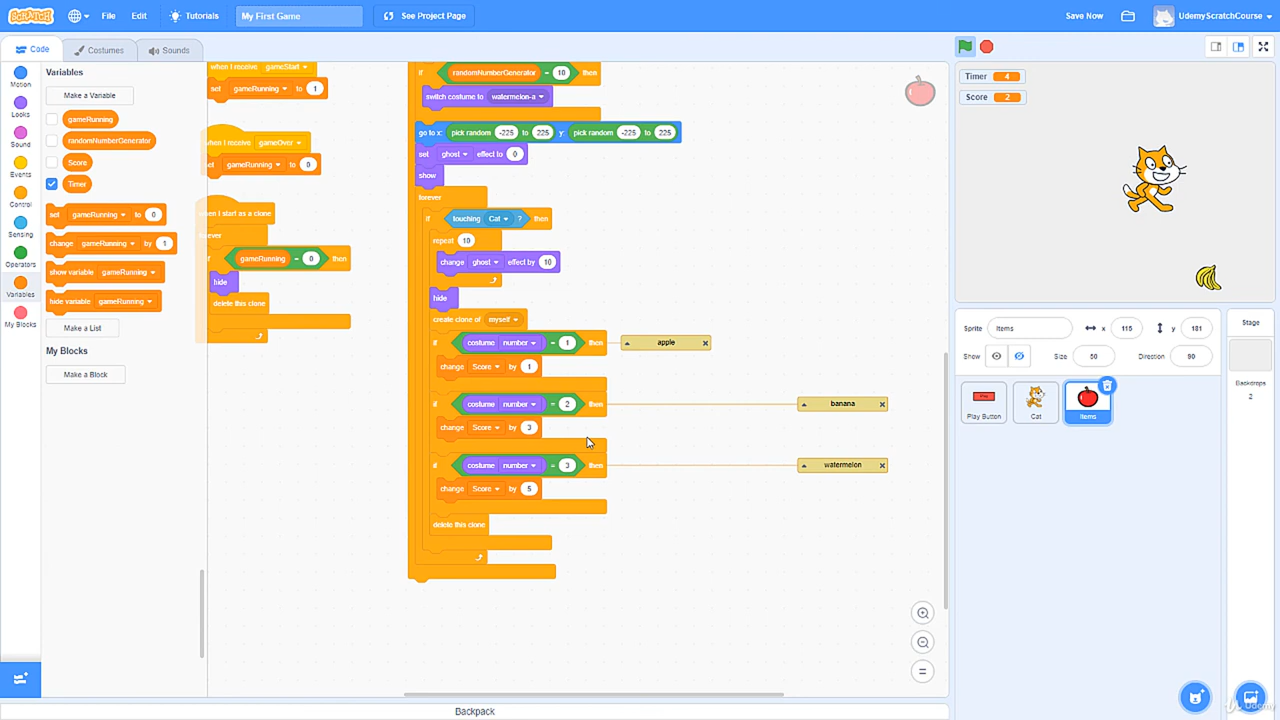 SCRATCH File Edit Tutorials My First Game See Project Page Save Now UdemyScratchCourse
Code Costumes Sounds
Motion
Looks
Sound
Events
Control
Sensing
Operators
Variables
My Blocks
Variables
Make a Variable
gameRunning
randomNumberGenerator
Score
Timer
set gameRunning to 0
change gameRunning by 1
show variable gameRunning
hide variable gameRunning
Make a List
My Blocks
Make a Block
when I receive gameStart
set gameRunning to 1
when I receive gameOver
set gameRunning to 0
when I start as a clone
forever
if gameRunning = 0 then
hide
delete this clone
if randomNumberGenerator = 10 then
switch costume to watermelon-a
go to x: pick random -225 to 225 y: pick random -225 to 225
set ghost effect to 0
show
forever
if touching Cat ? then
repeat 10
change ghost effect by 10
hide
create clone of myself
if costume number = 1 then apple
change Score by 1
if costume number = 2 then banana
change Score by 3
if costume number = 3 then watermelon
change Score by 5
delete this clone
Timer 4
Score 2
Sprite Items x 115 y 181
Show Size 50 Direction 90
Play Button Cat Items
Stage
Backdrops
2
Backpack
Udemy